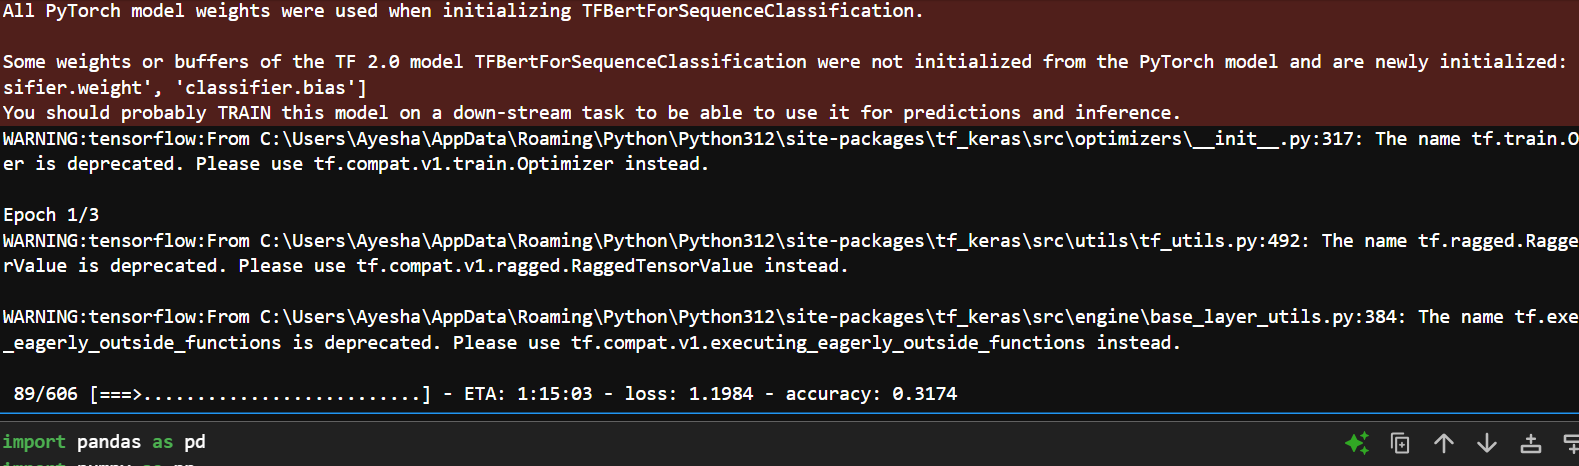 All PyTorch model weights were used when initializing TFBertForSequenceClassification.
Some weights or buffers of the TF 2.0 model TFBertForSequenceClassification were not initialized from the PyTorch model and are newly initialized:
sifier.weight', 'classifier.bias']
You should probably TRAIN this model on a down-stream task to be able to use it for predictions and inference.
WARNING:tensorflow:From C:\Users\Ayesha\AppData\Roaming\Python\Python312\site-packages\tf_keras\src\optimizers\__init__.py:317: The name tf.train.O
er is deprecated. Please use tf.compat.v1.train.Optimizer instead.
Epoch 1/3
WARNING:tensorflow:From C:\Users\Ayesha\AppData\Roaming\Python\Python312\site-packages\tf_keras\src\utils\tf_utils.py:492: The name tf.ragged.Ragge
rValue is deprecated. Please use tf.compat.v1.ragged.RaggedTensorValue instead.
WARNING:tensorflow:From C:\Users\Ayesha\AppData\Roaming\Python\Python312\site-packages\tf_keras\src\engine\base_layer_utils.py:384: The name tf.exe
_eagerly_outside_functions is deprecated. Please use tf.compat.v1.executing_eagerly_outside_functions instead.
89/606 [===>..........................] - ETA: 1:15:03 - loss: 1.1984 - accuracy: 0.3174
import pandas as pd